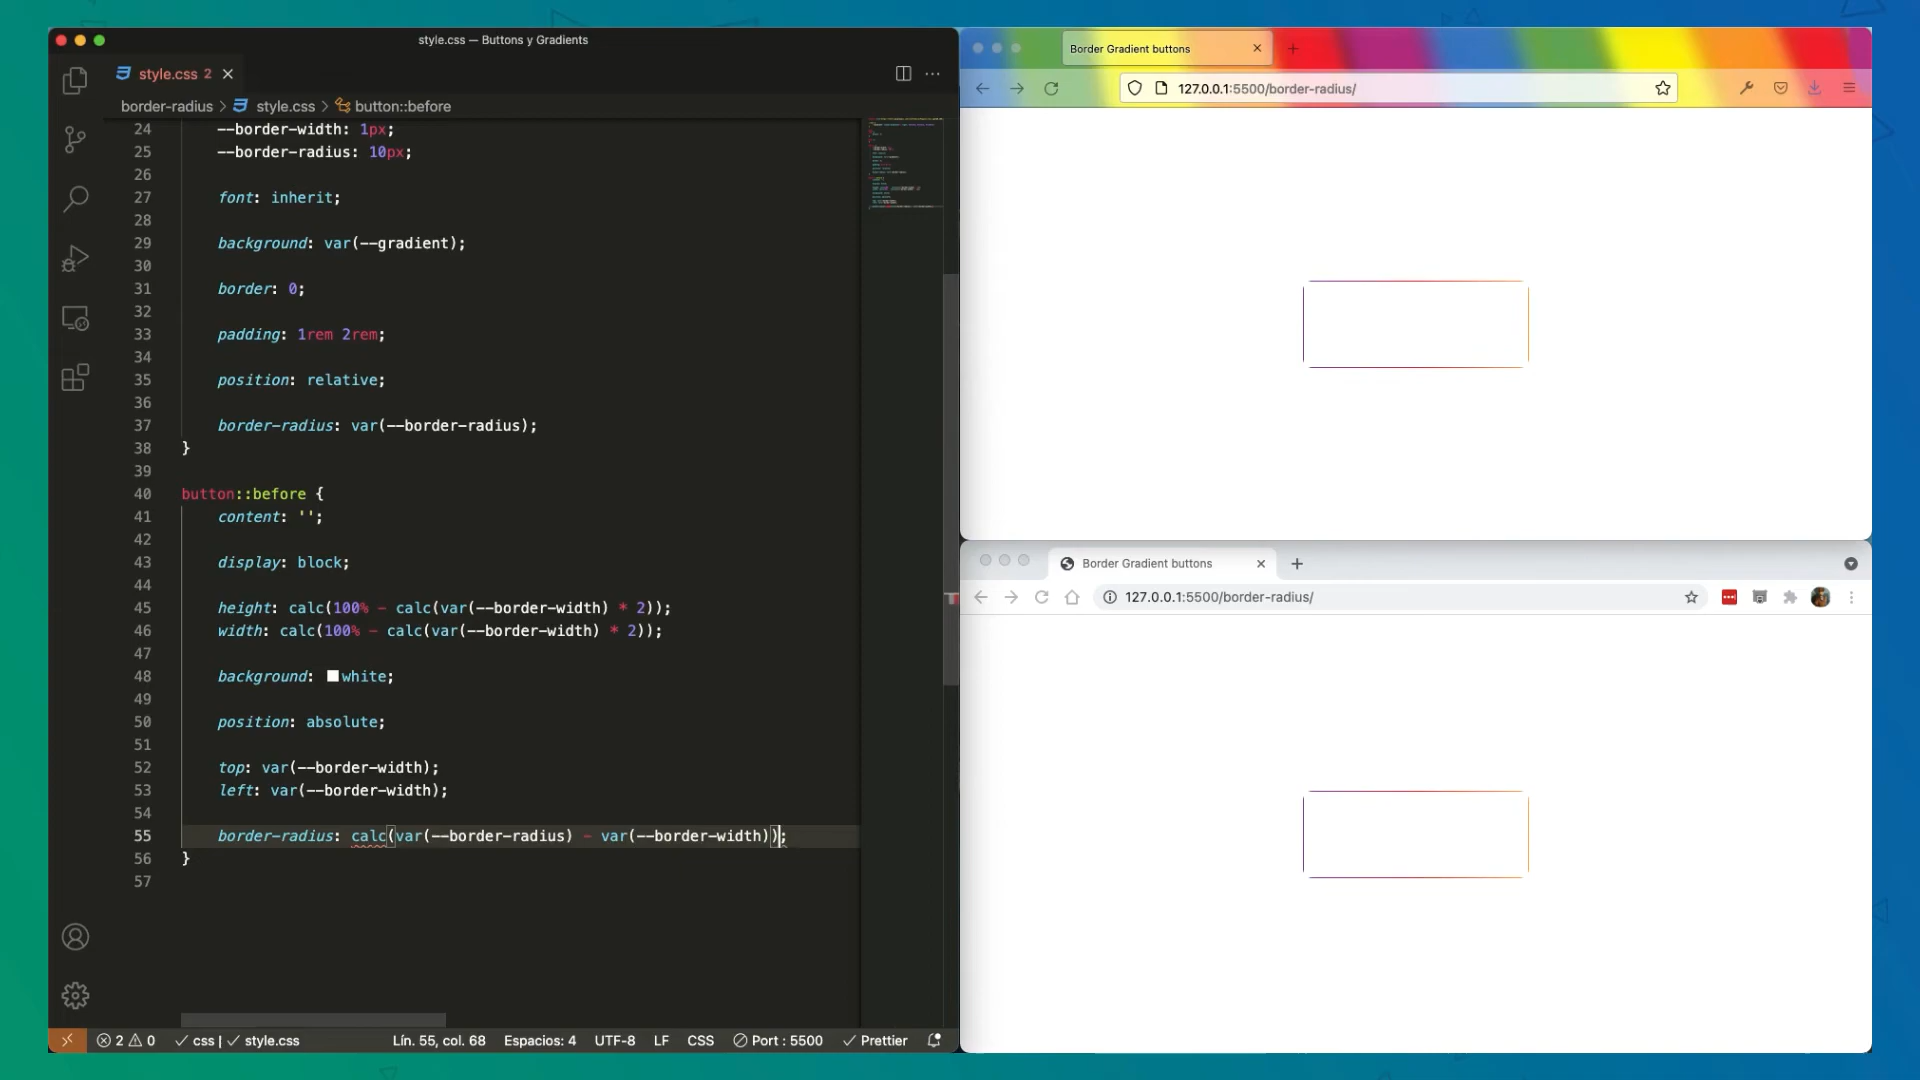 style.css — Buttons y Gradients
style.css 2
border-radius > style.css > button::before
24 --border-width: 1px;
25 --border-radius: 10px;
26
27 font: inherit;
28
29 background: var(--gradient);
30
31 border: 0;
32
33 padding: 1rem 2rem;
34
35 position: relative;
36
37 border-radius: var(--border-radius);
38 }
39
40 button::before {
41 content: '';
42
43 display: block;
44
45 height: calc(100% - calc(var(--border-width) * 2));
46 width: calc(100% - calc(var(--border-width) * 2));
47
48 background: white;
49
50 position: absolute;
51
52 top: var(--border-width);
53 left: var(--border-width);
54
55 border-radius: calc(var(--border-radius) - var(--border-width));
56 }
57
2 0 css | style.css Lín. 55, col. 68 Espacios: 4 UTF-8 LF CSS Port : 5500 Prettier
Border Gradient buttons
127.0.0.1:5500/border-radius/
Border Gradient buttons
127.0.0.1:5500/border-radius/